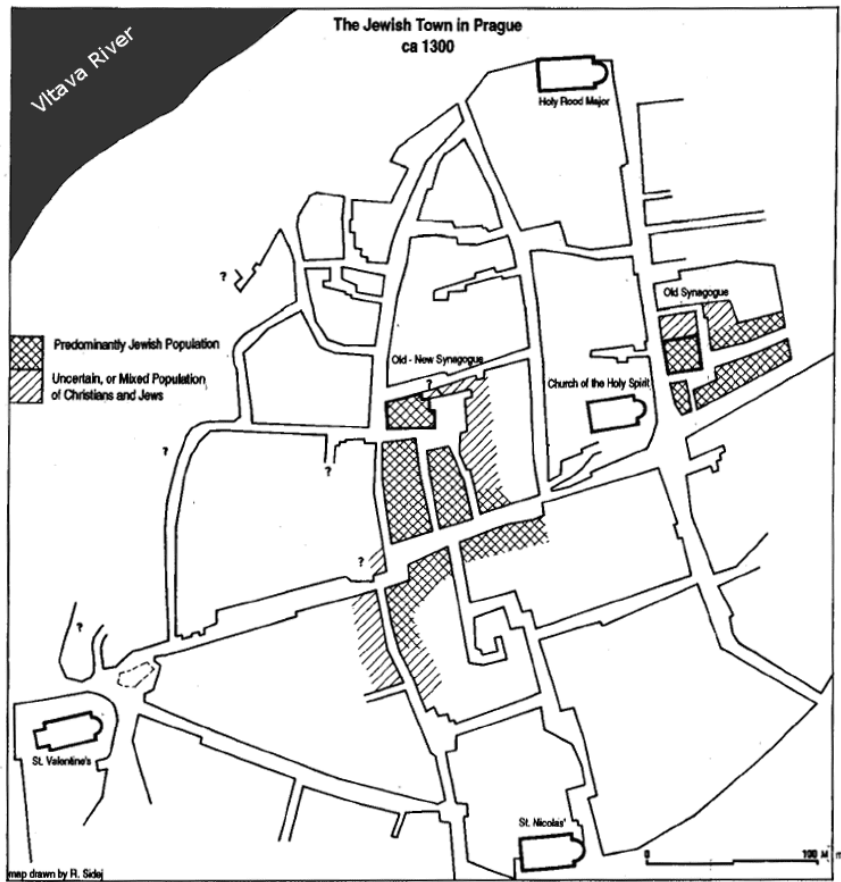 The Jewish Town in Prague
ca 1300
Vltava River
Holy Rood Major
?
Old Synagogue
Predominantly Jewish Population
Old - New Synagogue
Uncertain, or Mixed Population
of Christians and Jews
?
Church of the Holy Spirit
?
?
?
?
St. Valentine's
St. Nicolas'
0
100 M
map drawn by R. Sidej